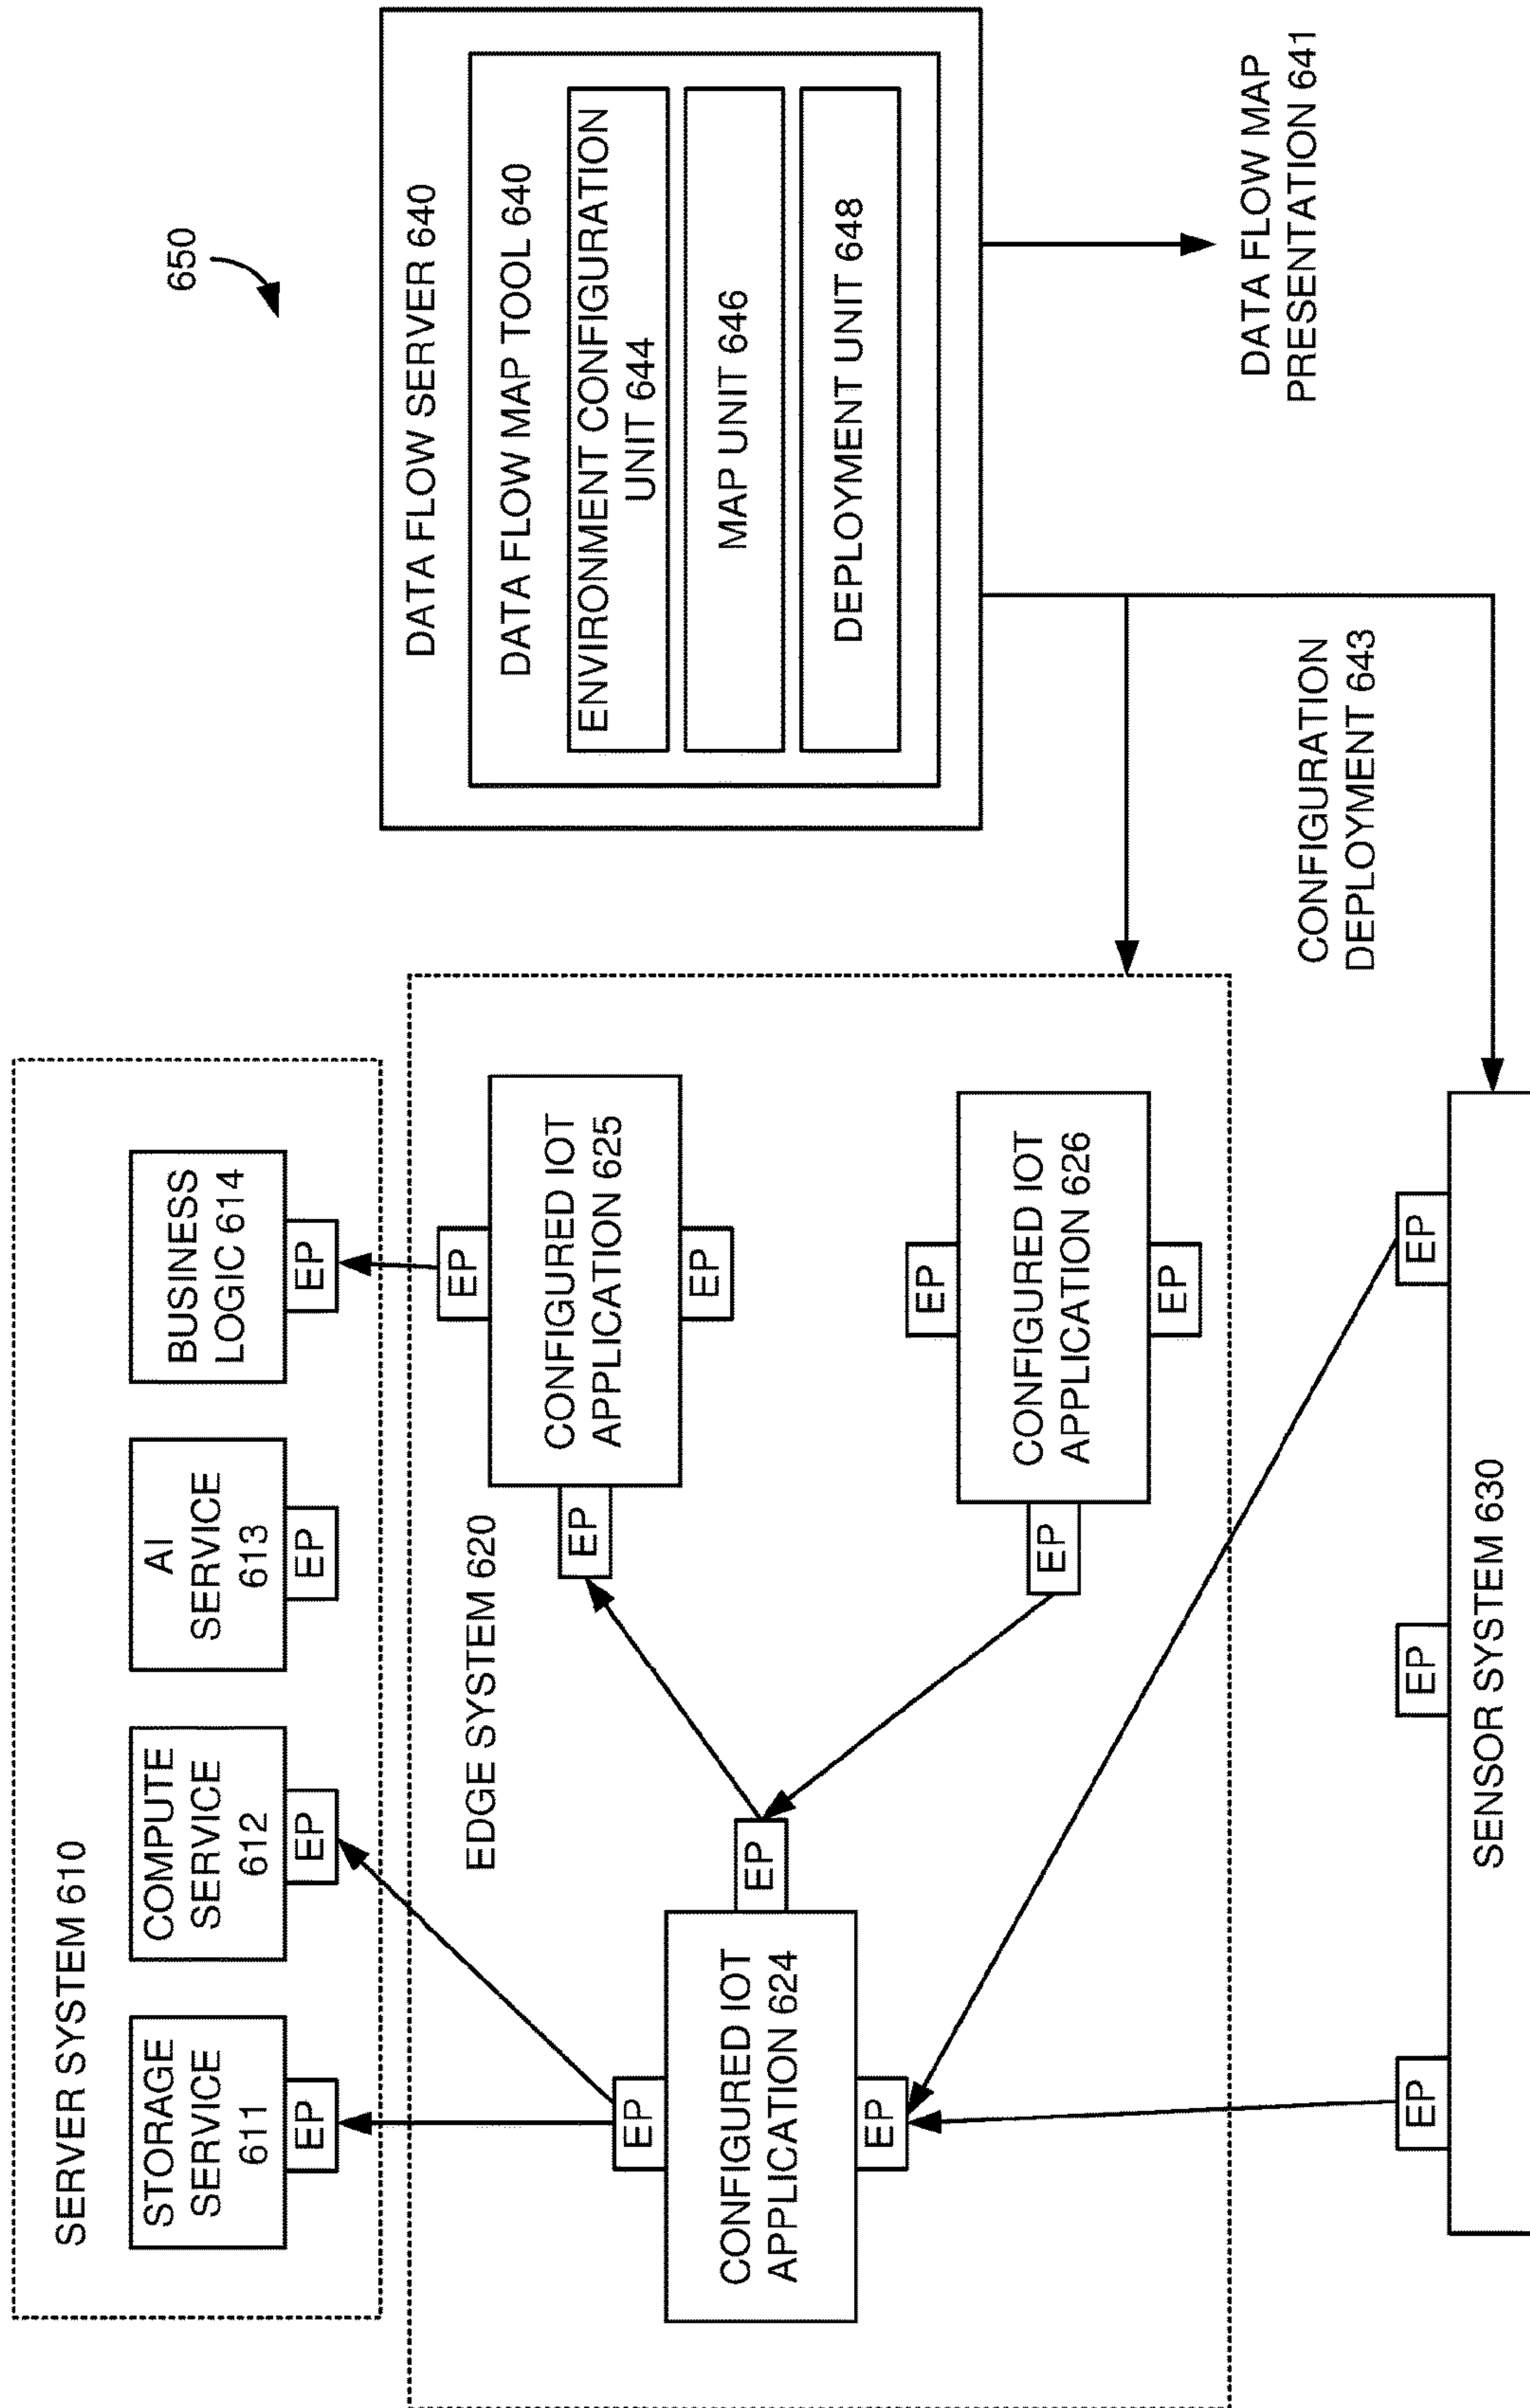 650
SERVER SYSTEM 610
STORAGE
SERVICE
611
EP
COMPUTE
SERVICE
612
EP
AI
SERVICE
613
EP
BUSINESS
LOGIC 614
EP
EDGE SYSTEM 620
EP
CONFIGURED IOT
APPLICATION 624
EP
EP
EP
EP
CONFIGURED IOT
APPLICATION 625
EP
EP
EP
CONFIGURED IOT
APPLICATION 626
EP
EP
EP
EP
SENSOR SYSTEM 630
DATA FLOW SERVER 640
DATA FLOW MAP TOOL 640
ENVIRONMENT CONFIGURATION
UNIT 644
MAP UNIT 646
DEPLOYMENT UNIT 648
CONFIGURATION
DEPLOYMENT 643
DATA FLOW MAP
PRESENTATION 641